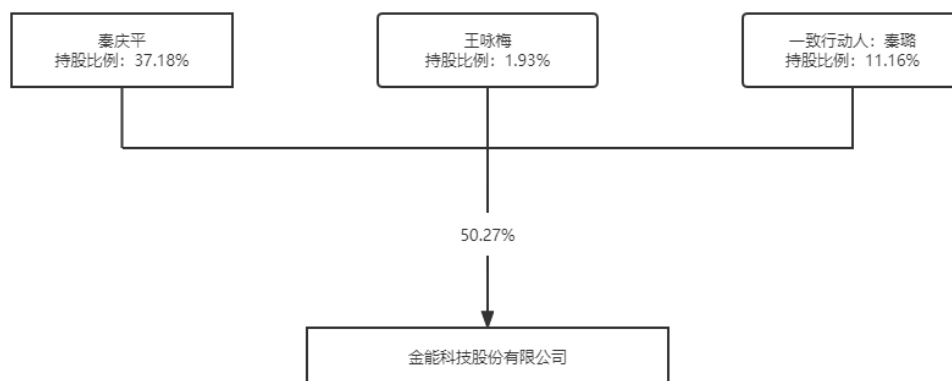 秦庆平
持股比例：37.18%
王咏梅
持股比例：1.93%
一致行动人：秦璐
持股比例：11.16%
50.27%
金能科技股份有限公司